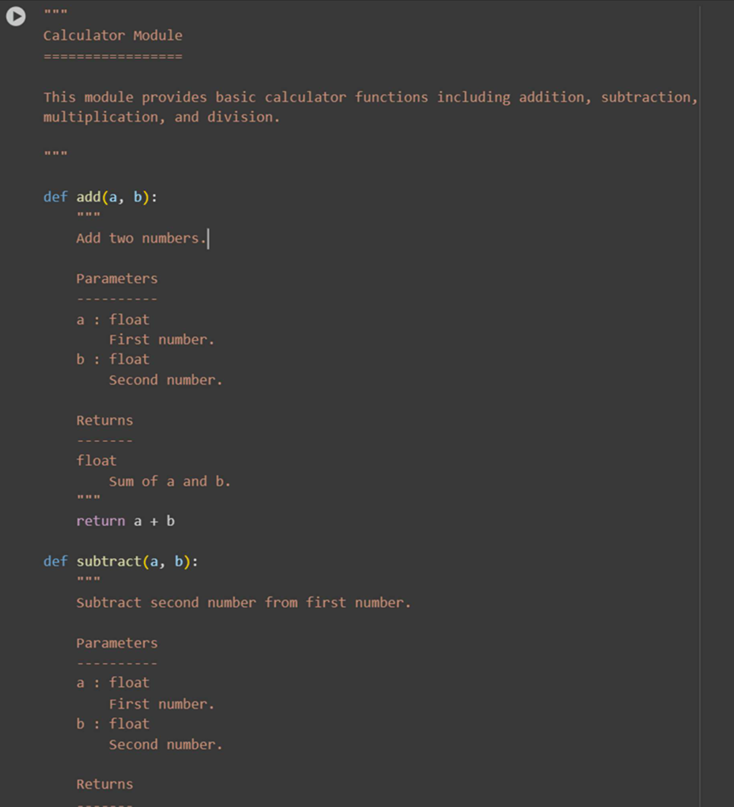 """
Calculator Module
=================
This module provides basic calculator functions including addition, subtraction,
multiplication, and division.
"""
def add(a, b):
    """
    Add two numbers.
    Parameters
    ----------
    a : float
        First number.
    b : float
        Second number.
    Returns
    -------
    float
        Sum of a and b.
    """
    return a + b
def subtract(a, b):
    """
    Subtract second number from first number.
    Parameters
    ----------
    a : float
        First number.
    b : float
        Second number.
    Returns
    -------